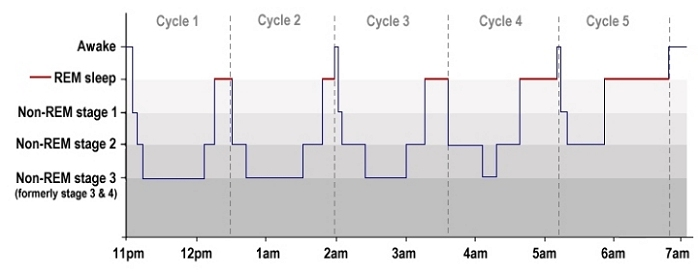 Cycle 1 Cycle 2 Cycle 3 Cycle 4 Cycle 5
Awake
REM sleep
Non-REM stage 1
Non-REM stage 2
Non-REM stage 3
(formerly stage 3 & 4)
11pm 12pm 1am 2am 3am 4am 5am 6am 7am